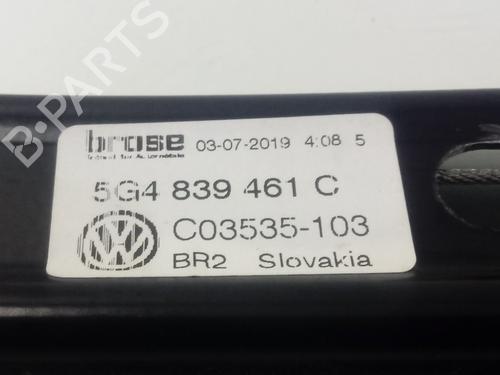 brose 03-07-2019 4:08 5
5G4 839 461 C
C03535-103
BR2 Slovakia
B-PARTS